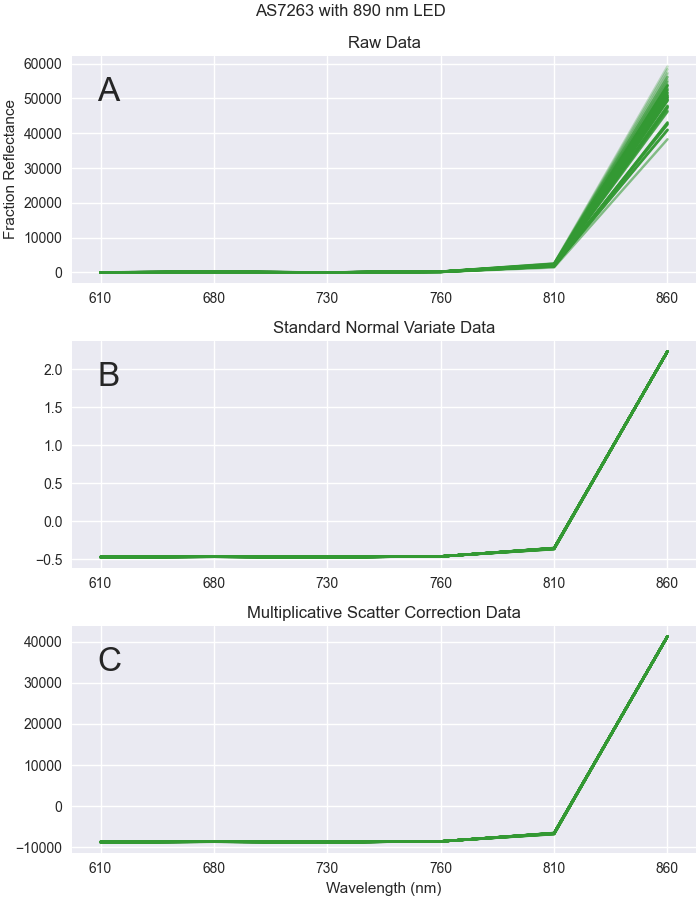 AS7263 with 890 nm LED
Raw Data
A
Fraction Reflectance
60000
50000
40000
30000
20000
10000
0
610 680 730 760 810 860
Standard Normal Variate Data
B
2.0
1.5
1.0
0.5
0.0
−0.5
610 680 730 760 810 860
Multiplicative Scatter Correction Data
C
40000
30000
20000
10000
0
−10000
610 680 730 760 810 860
Wavelength (nm)